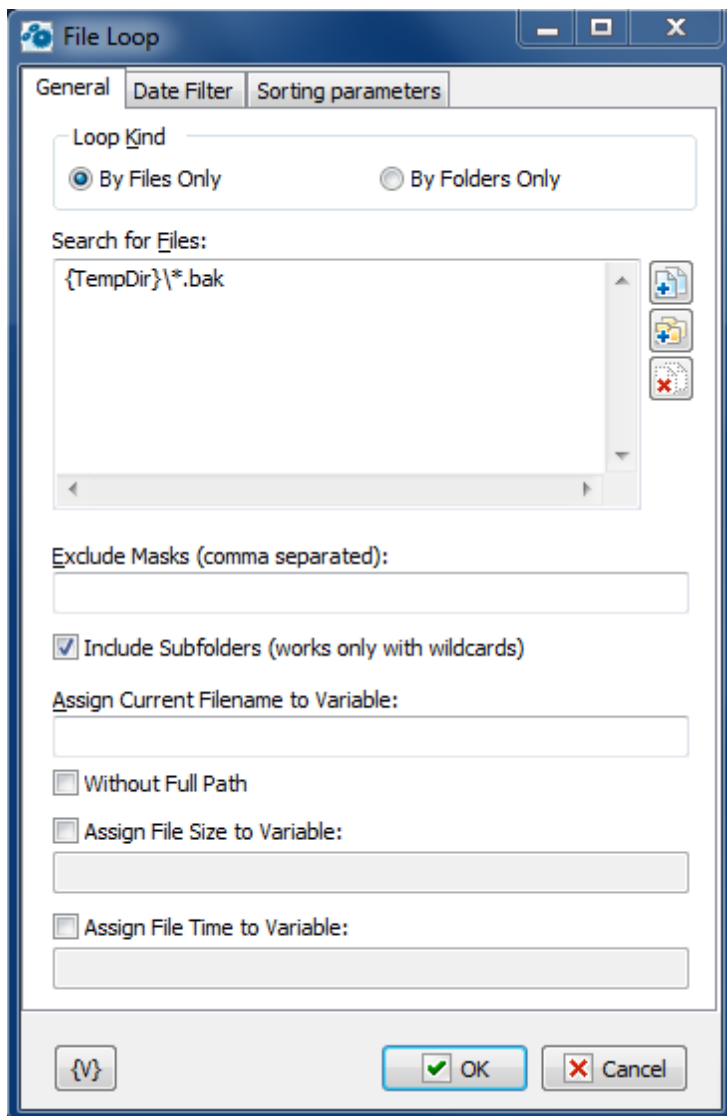 File Loop
General Date Filter Sorting parameters
Loop Kind
By Files Only By Folders Only
Search for Files:
{TempDir}\*.bak
Exclude Masks (comma separated):
Include Subfolders (works only with wildcards)
Assign Current Filename to Variable:
Without Full Path
Assign File Size to Variable:
Assign File Time to Variable:
{V} OK Cancel